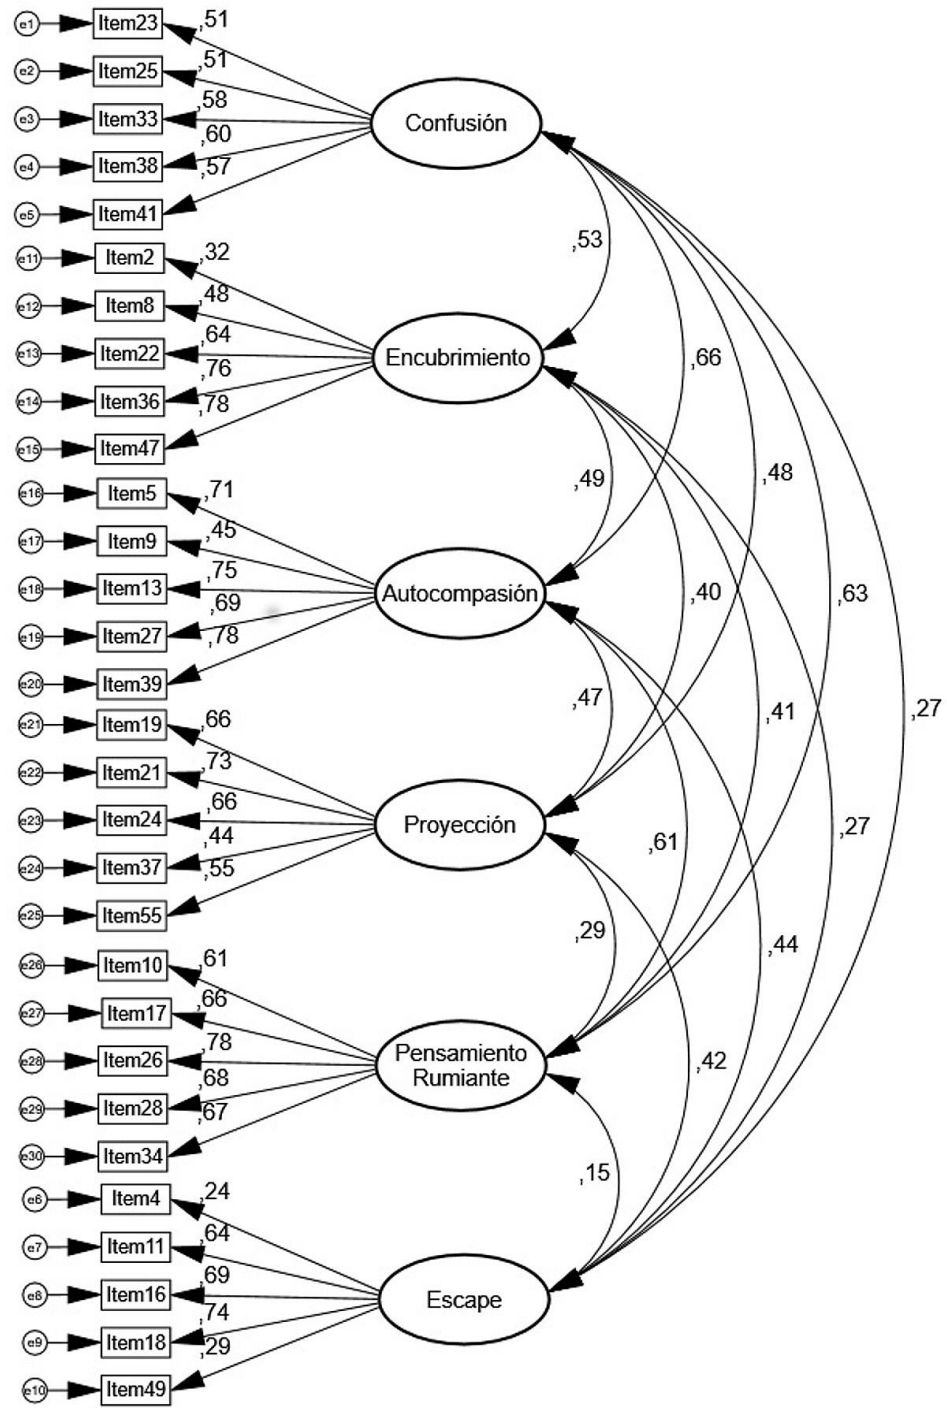 e1 Item23 ,51
e2 Item25 ,51
e3 Item33 ,58
e4 Item38 ,60
e5 Item41 ,57
Confusión
e11 Item2 ,32
e12 Item8 ,48
e13 Item22 ,64
e14 Item36 ,76
e15 Item47 ,78
Encubrimiento
e16 Item5 ,71
e17 Item9 ,45
e18 Item13 ,75
e19 Item27 ,69
e20 Item39 ,78
Autocompasión
e21 Item19 ,66
e22 Item21 ,73
e23 Item24 ,66
e24 Item37 ,44
e25 Item55 ,55
Proyección
e26 Item10 ,61
e27 Item17 ,66
e28 Item26 ,78
e29 Item28 ,68
e30 Item34 ,67
Pensamiento
Rumiante
e6 Item4 ,24
e7 Item11 ,64
e8 Item16 ,69
e9 Item18 ,74
e10 Item49 ,29
Escape
,53
,66
,49
,48
,40
,63
,47
,41
,27
,61
,27
,29
,44
,42
,15